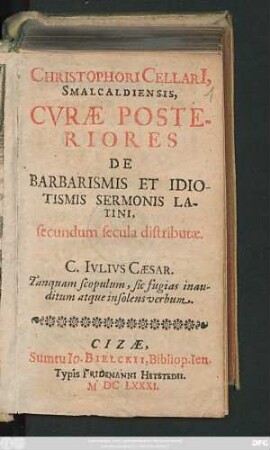 CHRISTOPHORI CELLARI,
SMALCALDIENSIS,
CVRÆ POSTE-
RIORES
DE
BARBARISMIS ET IDIO-
TISMIS SERMONIS LA-
TINI,
secundum secula distributæ.
C. IVLIVS CÆSAR.
Tanquam scopulum, sic fugias inau-
ditum atque insolens verbum.
CIZÆ,
Sumtu IO. BIELCKII, Bibliop. Jen.
Typis FRIDEMANNI HETSTEDII.
M DC LXXXI.